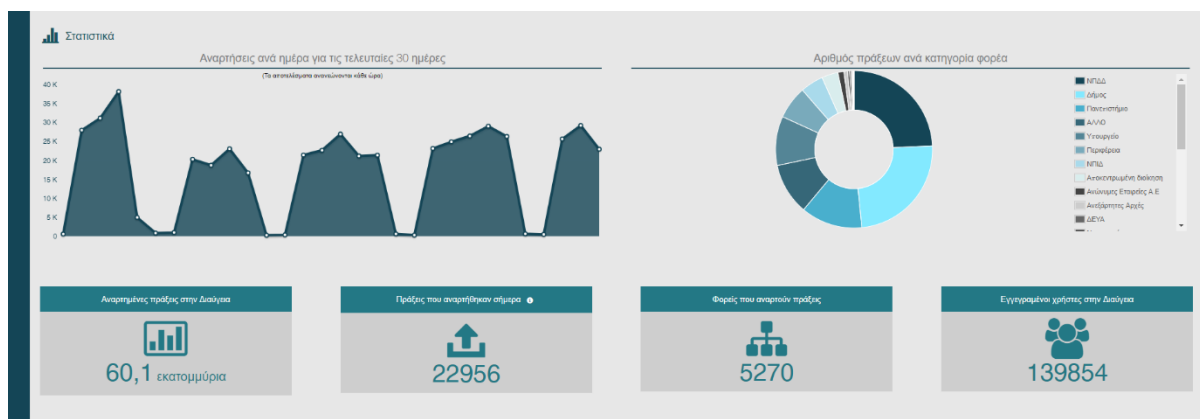 Στατιστικά
Αναρτήσεις ανά ημέρα για τις τελευταίες 30 ημέρες
(Τα αποτελέσματα ανανεώνονται κάθε ώρα)
40 K
35 K
30 K
25 K
20 K
15 K
10 K
5 K
0
Αριθμός πράξεων ανά κατηγορία φορέα
ΝΠΔΔ
Δήμος
Πανεπιστήμιο
ΑΛΛΟ
Υπουργείο
Περιφέρεια
ΝΠΙΔ
Αποκεντρωμένη διοίκηση
Ανώνυμες Εταιρείες Α.Ε
Ανεξάρτητες Αρχές
ΔΕΥΑ
Αναρτημένες πράξεις στην Διαύγεια
60,1 εκατομμύρια
Πράξεις που αναρτήθηκαν σήμερα
22956
Φορείς που αναρτούν πράξεις
5270
Εγγεγραμένοι χρήστες στην Διαύγεια
139854